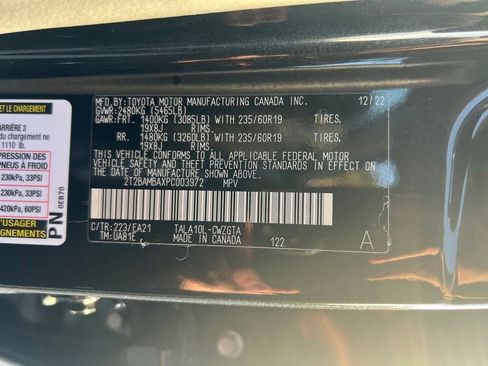 ET LE CHARGEMENT
ARRIÈRE 3
du chargement ne
1110 lb.
PRESSION DES
PNEUS À FROID
230kPa, 33PSI
230kPa, 33PSI
420kPa, 60PSI
L'USAGER
PN 0EB70
MFD.BY:TOYOTA MOTOR MANUFACTURING CANADA INC. 12/22
GVWR:2480KG (5465LB)
GAWR:FRT. 1400KG (3085LB) WITH 235/60R19 TIRES,
19X8J RIMS.
RR. 1480KG (3260LB) WITH 235/60R19 TIRES,
19X8J RIMS.
THIS VEHICLE CONFORMS TO ALL APPLICABLE FEDERAL MOTOR
VEHICLE SAFETY AND THEFT PREVENTION STANDARDS IN EFFECT ON
THE DATE OF MANUFACTURE SHOWN ABOVE.
2T2BAMBAXPC003972 MPV
C/TR:223/EA21 TALA10L-CWZGTA
TM:UAB1E MADE IN CANADA 122 A